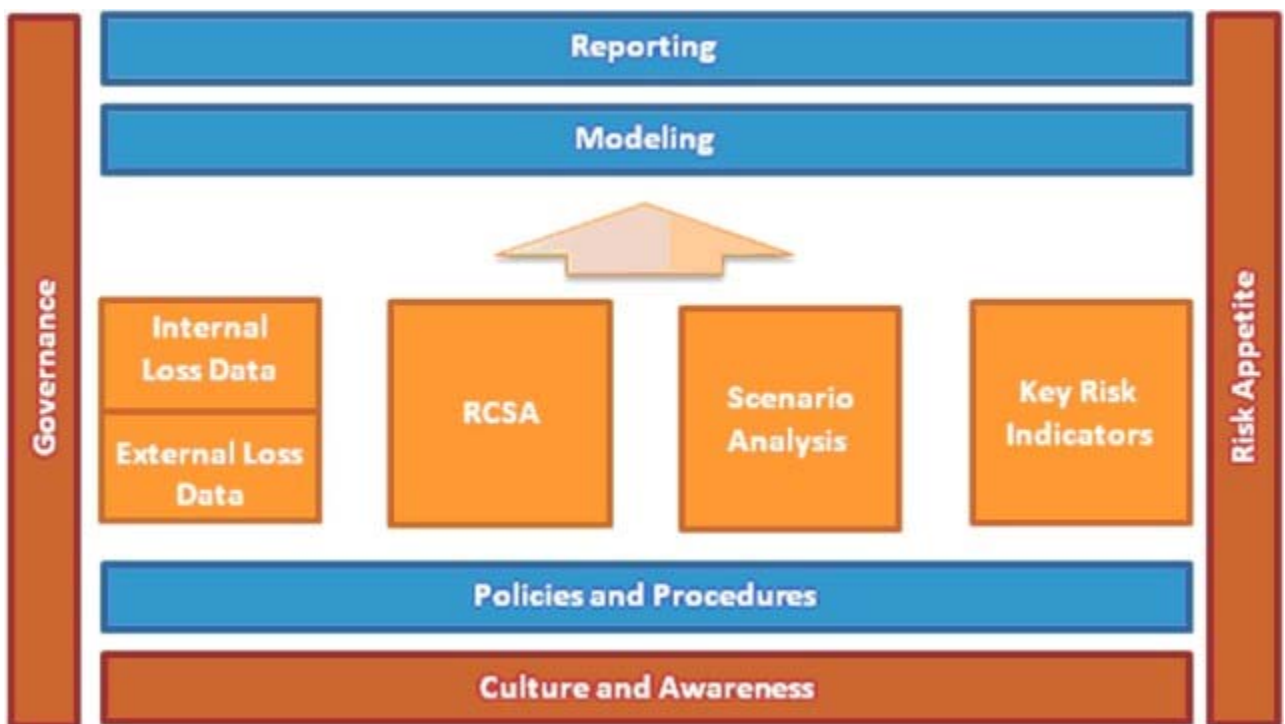 Reporting
Modeling
Governance
Internal
Loss Data
External Loss
Data
RCSA
Scenario
Analysis
Key Risk
Indicators
Risk Appetite
Policies and Procedures
Culture and Awareness